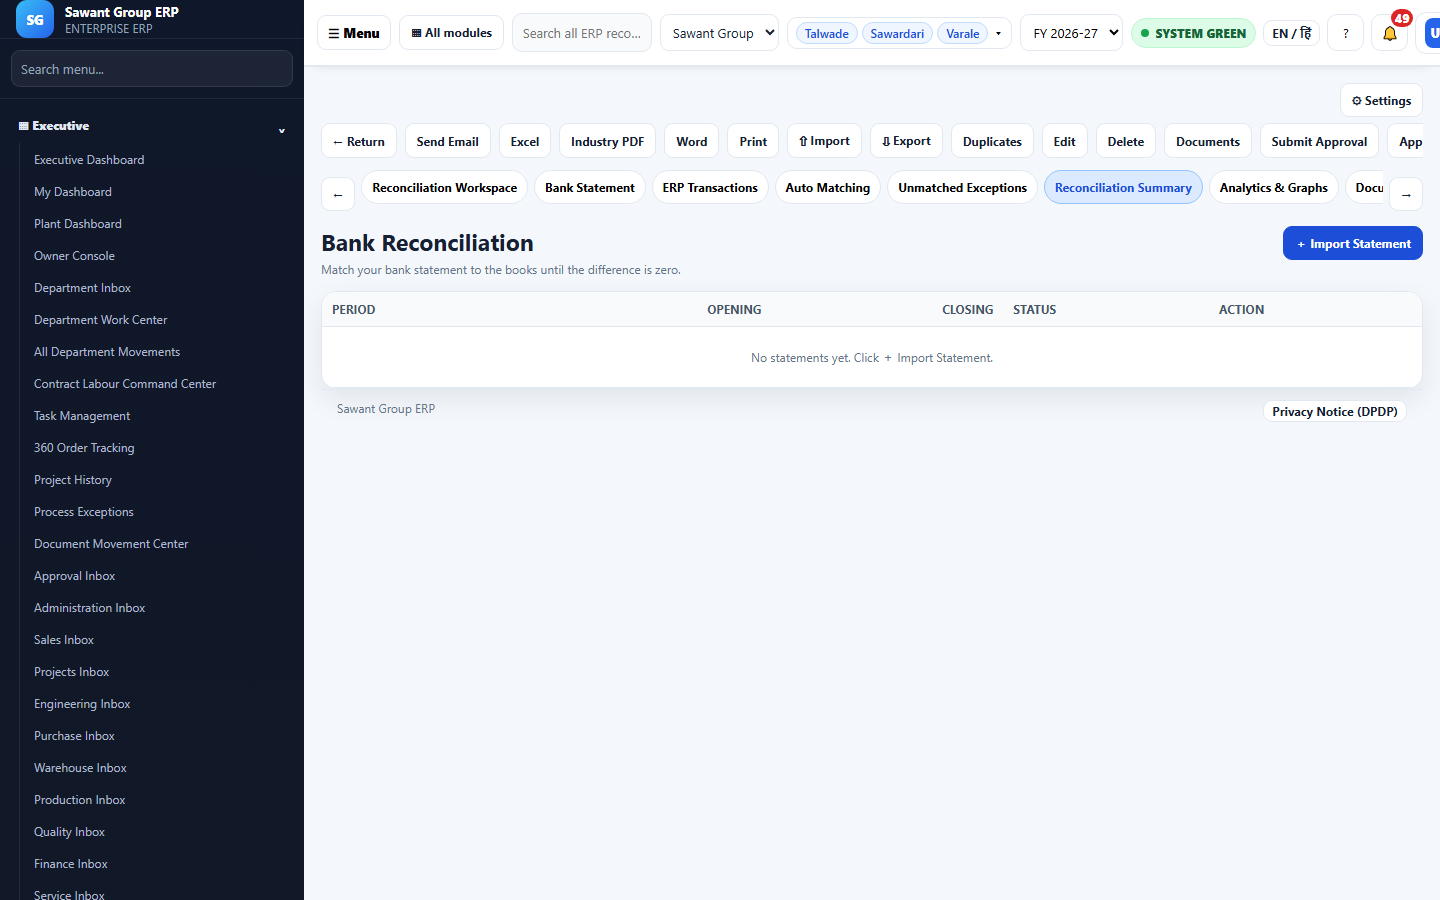 SG
Sawant Group ERP
ENTERPRISE ERP
Search menu...
Executive
Executive Dashboard
My Dashboard
Plant Dashboard
Owner Console
Department Inbox
Department Work Center
All Department Movements
Contract Labour Command Center
Task Management
360 Order Tracking
Project History
Process Exceptions
Document Movement Center
Approval Inbox
Administration Inbox
Sales Inbox
Projects Inbox
Engineering Inbox
Purchase Inbox
Warehouse Inbox
Production Inbox
Quality Inbox
Finance Inbox
Service Inbox
☰ Menu
All modules
Search all ERP reco...
Sawant Group
Talwade Sawardari Varale
FY 2026-27
SYSTEM GREEN
EN / हिं
?
49
U
⚙ Settings
← Return Send Email Excel Industry PDF Word Print ⇧ Import ⇩ Export Duplicates Edit Delete Documents Submit Approval App
← Reconciliation Workspace Bank Statement ERP Transactions Auto Matching Unmatched Exceptions Reconciliation Summary Analytics & Graphs Docu →
Bank Reconciliation
+ Import Statement
Match your bank statement to the books until the difference is zero.
PERIOD OPENING CLOSING STATUS ACTION
No statements yet. Click + Import Statement.
Sawant Group ERP
Privacy Notice (DPDP)